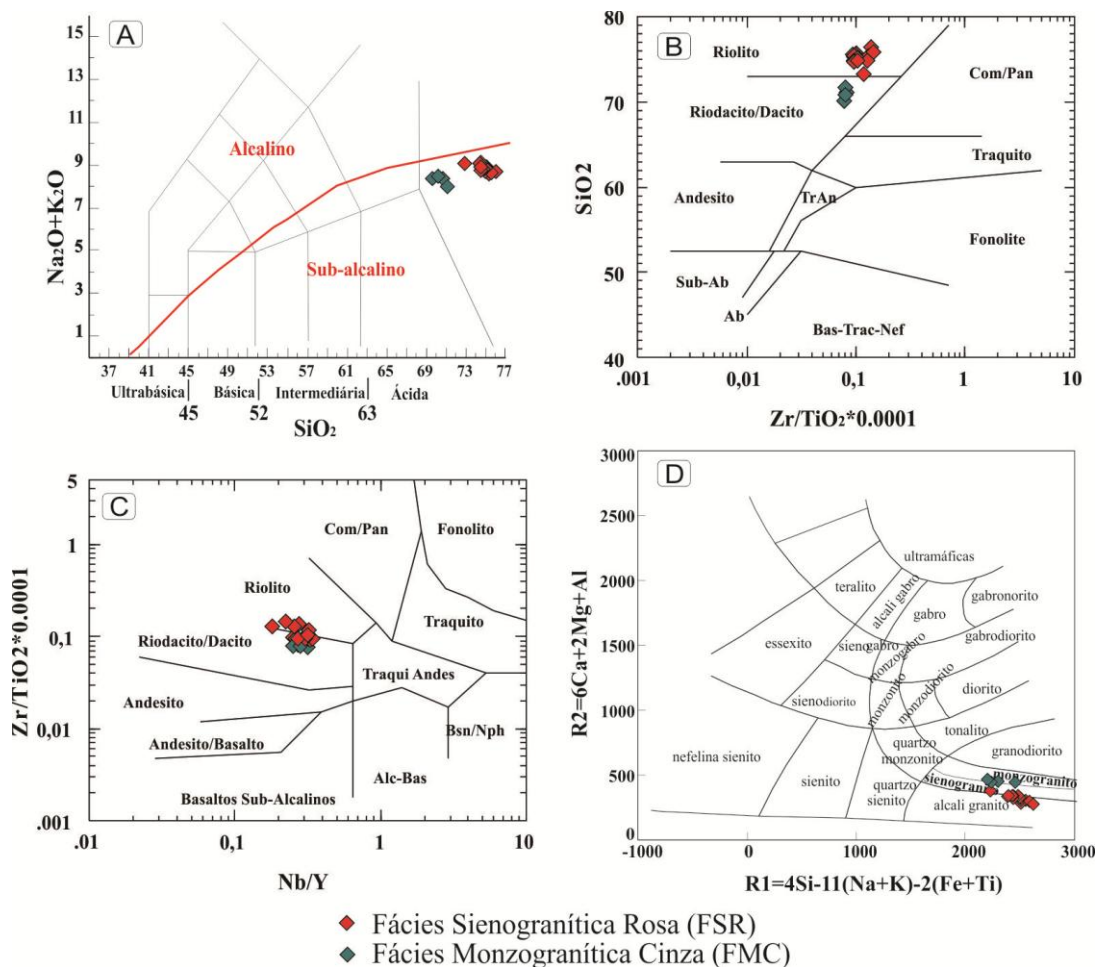 A
Na2O+K2O
15
13
11
9
7
5
3
1
Alcalino
Sub-alcalino
37 41 45 49 53 57 61 65 69 73 77
Ultrabásica Básica Intermediária Ácida
45 52 63
SiO2
B
SiO2
80
70
60
50
40
Riolito
Com/Pan
Riodacito/Dacito
Traquito
Andesito
TrAn
Fonolite
Sub-Ab
Ab
Bas-Trac-Nef
.001 0,01 0,1 1 10
Zr/TiO2*0.0001
C
Zr/TiO2*0.0001
5
1
0,1
0,01
.001
Com/Pan
Fonolito
Riolito
Traquito
Riodacito/Dacito
Traqui Andes
Andesito
Andesito/Basalto
Bsn/Nph
Alc-Bas
Basaltos Sub-Alcalinos
.01 0,1 1 10
Nb/Y
D
R2=6Ca+2Mg+Al
3000
2500
2000
1500
1000
500
0
ultramáficas
teralito
alcali gabro
gabronorito
gabro
essexito
sienogabro
monzogabro
gabrodiorito
sienodiorito
monzonito
monzodiorito
diorito
tonalito
nefelina sienito
sienito
quartzo
monzonito
granodiorito
quartzo
sienito
monzogranito
alcali granito
-1000 0 1000 2000 3000
R1=4Si-11(Na+K)-2(Fe+Ti)
Fácies Sienogranítica Rosa (FSR)
Fácies Monzogranítica Cinza (FMC)